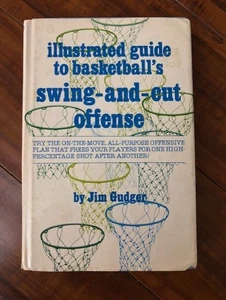 illustrated guide
to basketball's
swing-and-cut
offense
TRY THE ON-THE-MOVE, ALL-PURPOSE OFFENSIVE
PLAN THAT FREES YOUR PLAYERS FOR ONE HIGH-
PERCENTAGE SHOT AFTER ANOTHER!
by Jim Gudger